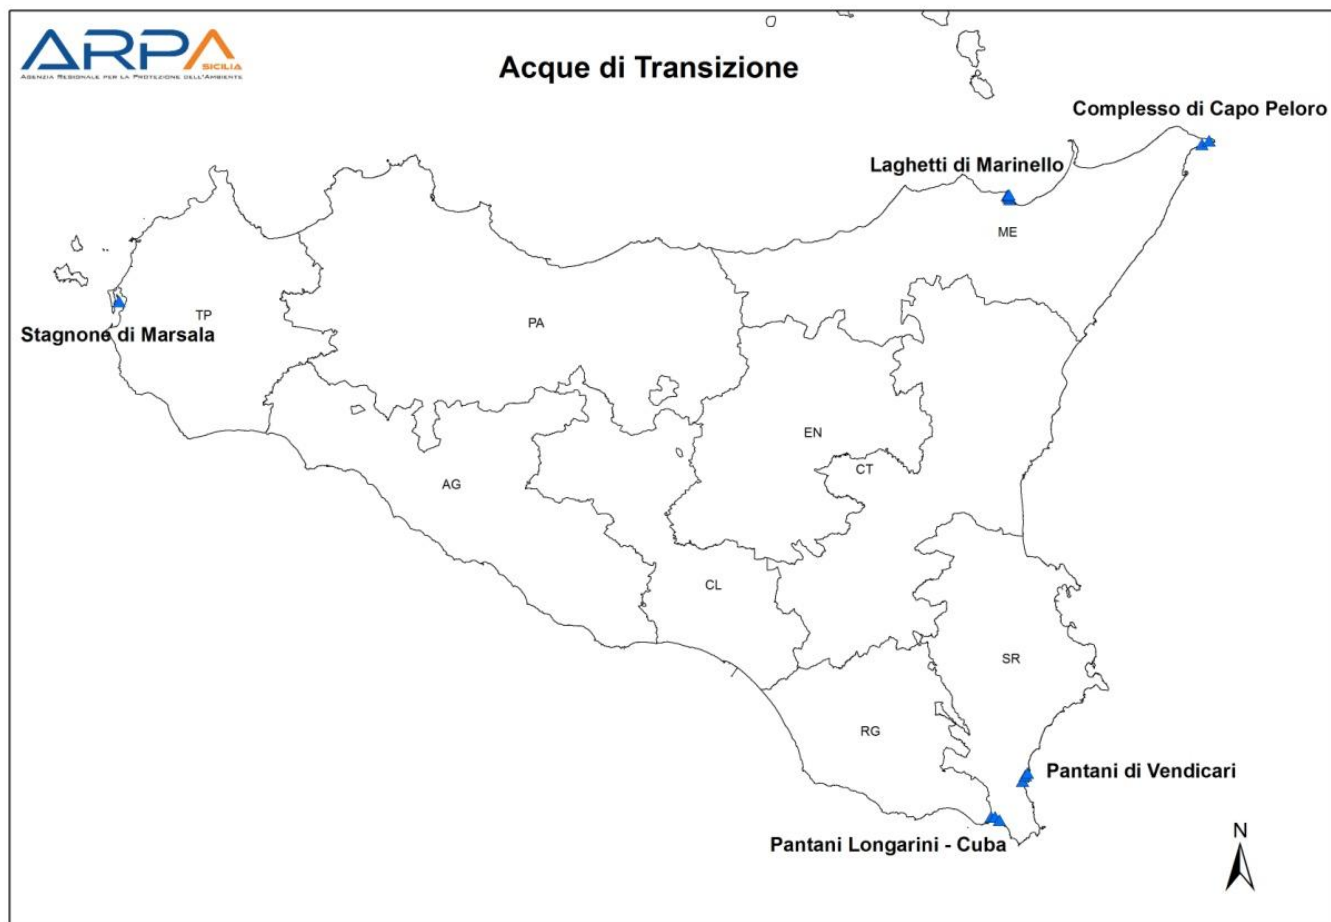 ARPA
SICILIA
AGENZIA REGIONALE PER LA PROTEZIONE DELL'AMBIENTE
Acque di Transizione
Complesso di Capo Peloro
Laghetti di Marinello
ME
TP
PA
Stagnone di Marsala
EN
CT
AG
CL
SR
RG
Pantani di Vendicari
Pantani Longarini - Cuba
N